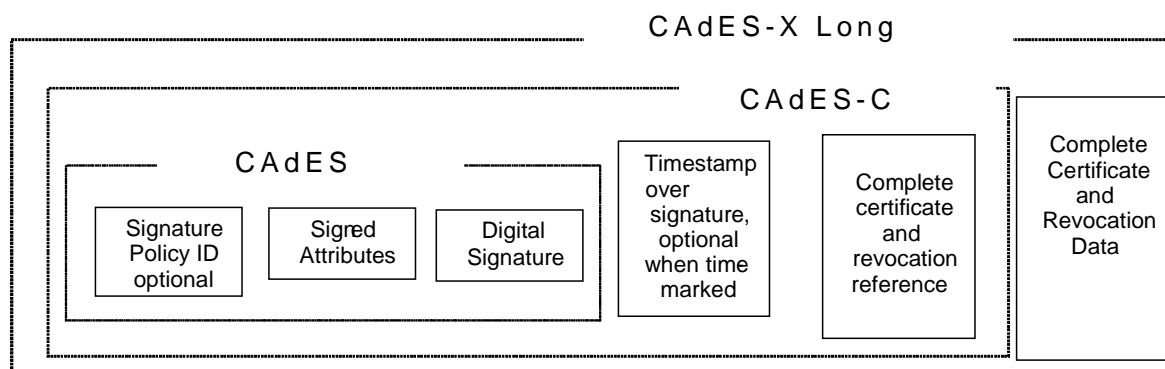 CAdES-X Long
CAdES-C
CAdES
Signature
Policy ID
optional
Signed
Attributes
Digital
Signature
Timestamp
over
signature,
optional
when time
marked
Complete
certificate
and
revocation
reference
Complete
Certificate
and
Revocation
Data